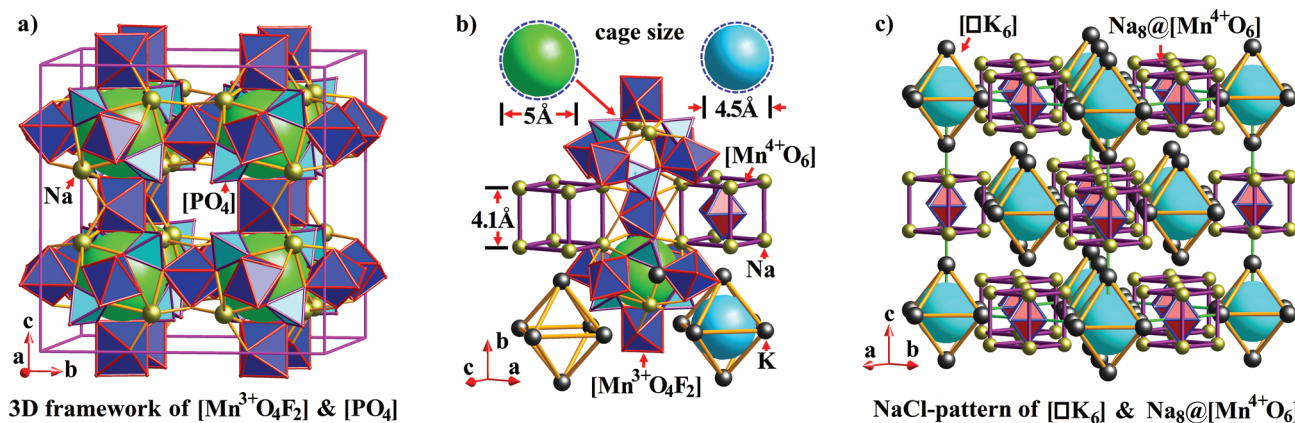 a)
Na
[PO₄]
c
a
b
3D framework of [Mn³⁺O₄F₂] & [PO₄]
b)
cage size
5Å
4.5Å
[Mn⁴⁺O₆]
4.1Å
Na
b
c
a
K
[Mn³⁺O₄F₂]
c)
[□K₆]
Na₈@[Mn⁴⁺O₆]
c
a
b
NaCl-pattern of [□K₆] & Na₈@[Mn⁴⁺O₆]